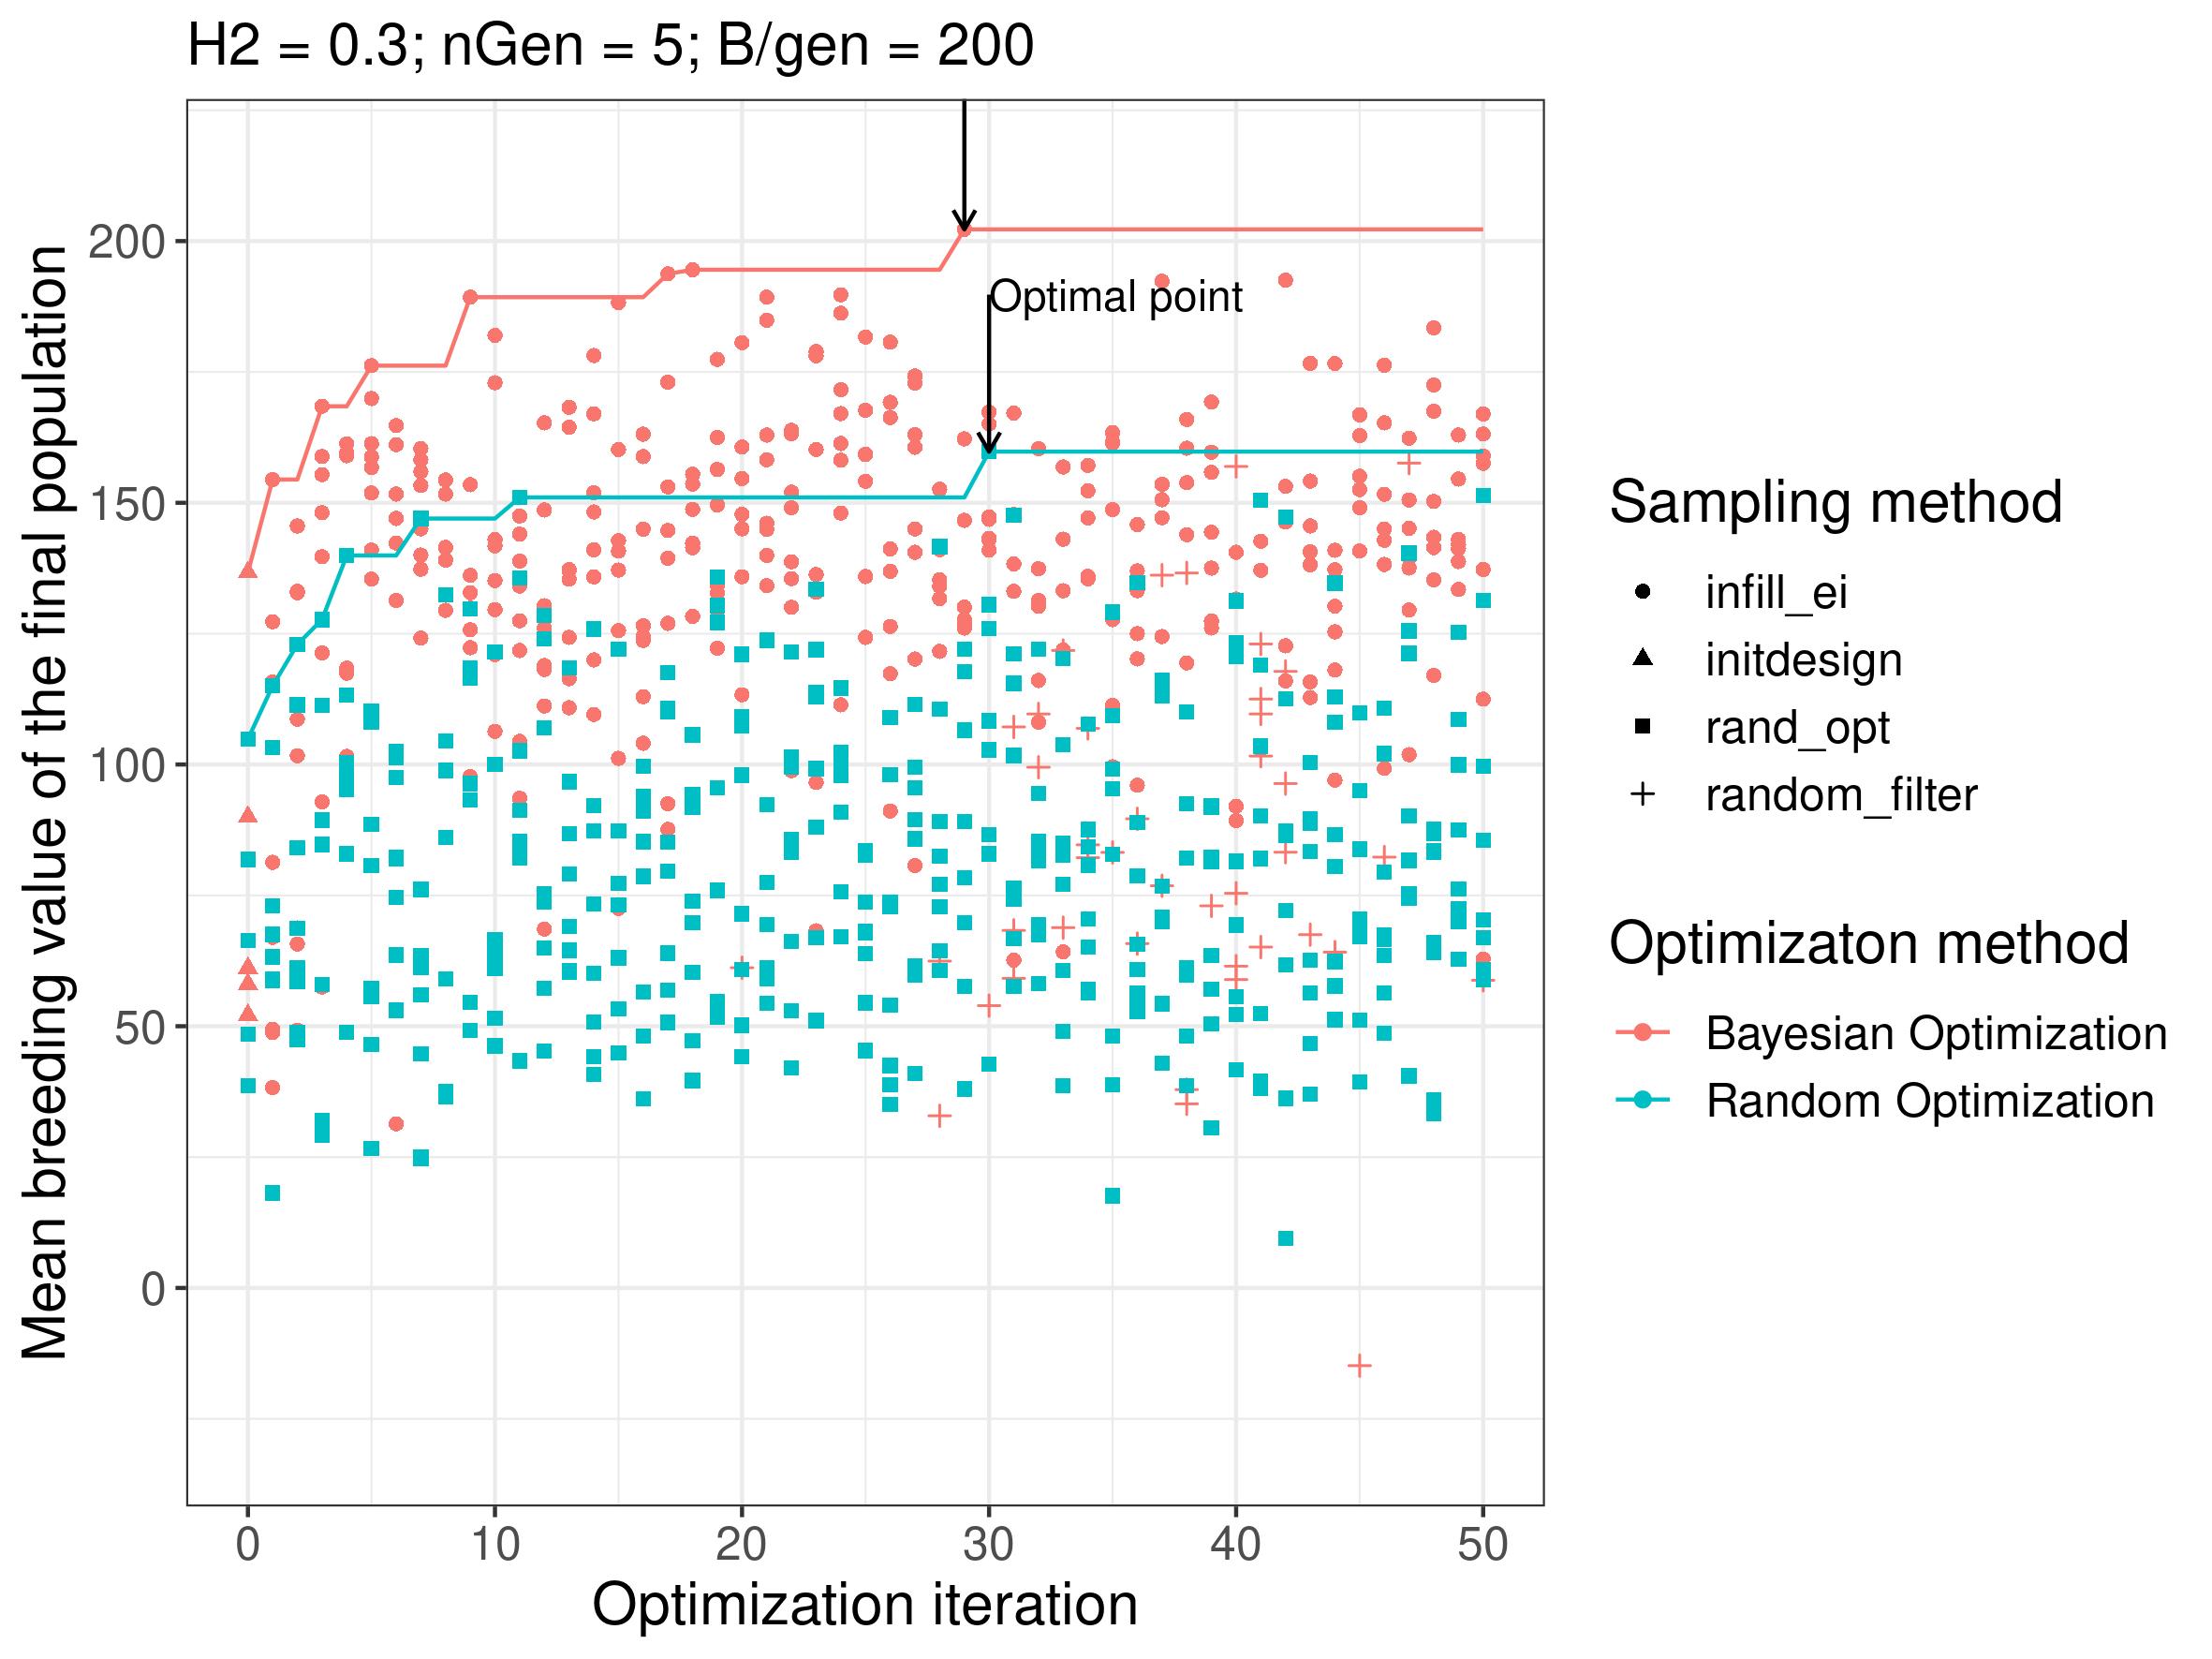 H2 = 0.3; nGen = 5; B/gen = 200
Mean breeding value of the final population
200
150
100
50
0
Optimal point
0 10 20 30 40 50
Optimization iteration
Sampling method
infill_ei
initdesign
rand_opt
random_filter
Optimizaton method
Bayesian Optimization
Random Optimization